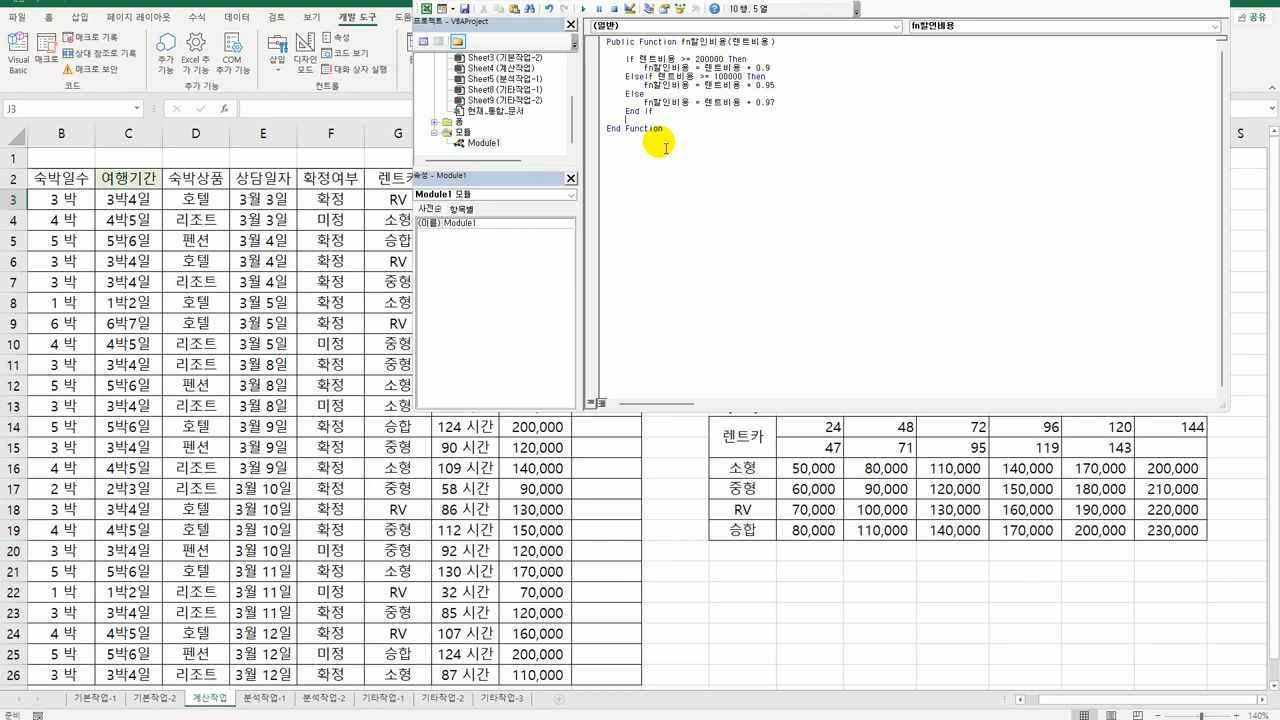 파일 홈 삽입 페이지 레이아웃 수식 데이터 검토 보기 개발 도구
공유
Visual Basic 매크로 매크로 기록 상대 참조로 기록 매크로 보안
추가 기능 Excel 추가 기능 COM 추가 기능
추가 기능
삽입 디자인 모드 속성 코드 보기 대화 상자 실행
컨트롤
10 행, 5 열
프로젝트 - VBAProject
Sheet3 (기본작업-2)
Sheet4 (계산작업)
Sheet5 (분석작업-1)
Sheet8 (기타작업-1)
Sheet9 (기타작업-2)
현재_통합_문서
폼
모듈
Module1
속성 - Module1
Module1 모듈
사전순 항목별
(이름) Module1
(일반) fn할인비용
Public Function fn할인비용(렌트비용)
If 렌트비용 >= 200000 Then
fn할인비용 = 렌트비용 + 0.9
ElseIf 렌트비용 >= 100000 Then
fn할인비용 = 렌트비용 + 0.95
Else
fn할인비용 = 렌트비용 + 0.97
End If
End Function
J3 fx
B C D E F G S
1
2 숙박일수 여행기간 숙박상품 상담일자 확정여부 렌트카
3 3 박 3박4일 호텔 3월 3일 확정 RV
4 4 박 4박5일 리조트 3월 3일 미정 소형
5 5 박 5박6일 펜션 3월 4일 확정 승합
6 3 박 3박4일 호텔 3월 4일 확정 RV
7 3 박 3박4일 리조트 3월 4일 확정 중형
8 1 박 1박2일 호텔 3월 5일 확정 소형
9 6 박 6박7일 호텔 3월 5일 확정 RV
10 4 박 4박5일 리조트 3월 5일 미정 중형
11 3 박 3박4일 리조트 3월 8일 확정 중형
12 5 박 5박6일 펜션 3월 8일 확정 소형
13 3 박 3박4일 리조트 3월 8일 미정 소형
14 5 박 5박6일 호텔 3월 9일 확정 승합 124 시간 200,000
15 3 박 3박4일 펜션 3월 9일 확정 중형 90 시간 120,000
16 4 박 4박5일 리조트 3월 9일 확정 소형 109 시간 140,000
17 2 박 2박3일 리조트 3월 10일 확정 중형 58 시간 90,000
18 3 박 3박4일 호텔 3월 10일 확정 RV 86 시간 130,000
19 4 박 4박5일 호텔 3월 10일 확정 소형 112 시간 150,000
20 3 박 3박4일 펜션 3월 10일 미정 중형 92 시간 120,000
21 5 박 5박6일 호텔 3월 11일 확정 소형 130 시간 170,000
22 1 박 1박2일 리조트 3월 11일 미정 RV 32 시간 70,000
23 3 박 3박4일 리조트 3월 11일 확정 중형 85 시간 120,000
24 4 박 4박5일 호텔 3월 12일 확정 RV 107 시간 160,000
25 5 박 5박6일 펜션 3월 12일 미정 승합 124 시간 200,000
26 3 박 3박4일 리조트 3월 12일 확정 소형 87 시간 110,000
렌트카 24 48 72 96 120 144
47 71 95 119 143
소형 50,000 80,000 110,000 140,000 170,000 200,000
중형 60,000 90,000 120,000 150,000 180,000 210,000
RV 70,000 100,000 130,000 160,000 190,000 220,000
승합 80,000 110,000 140,000 170,000 200,000 230,000
기본작업-1 기본작업-2 계산작업 분석작업-1 분석작업-2 기타작업-1 기타작업-2 기타작업-3
준비 140%